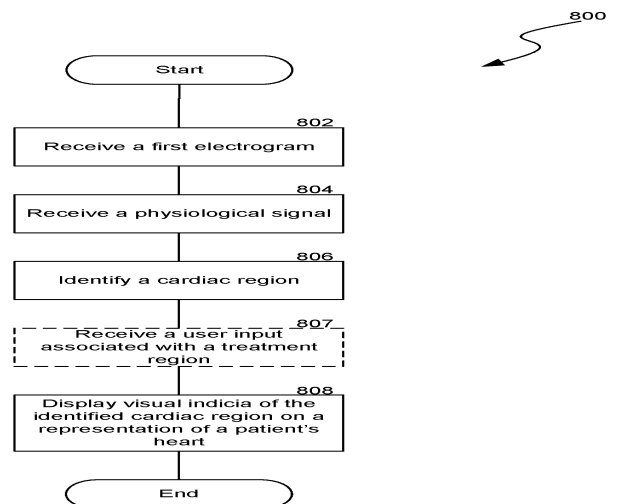 800
Start
802
Receive a first electrogram
804
Receive a physiological signal
806
Identify a cardiac region
807
Receive a user input
associated with a treatment
region
808
Display visual indicia of the
identified cardiac region on a
representation of a patient's
heart
End